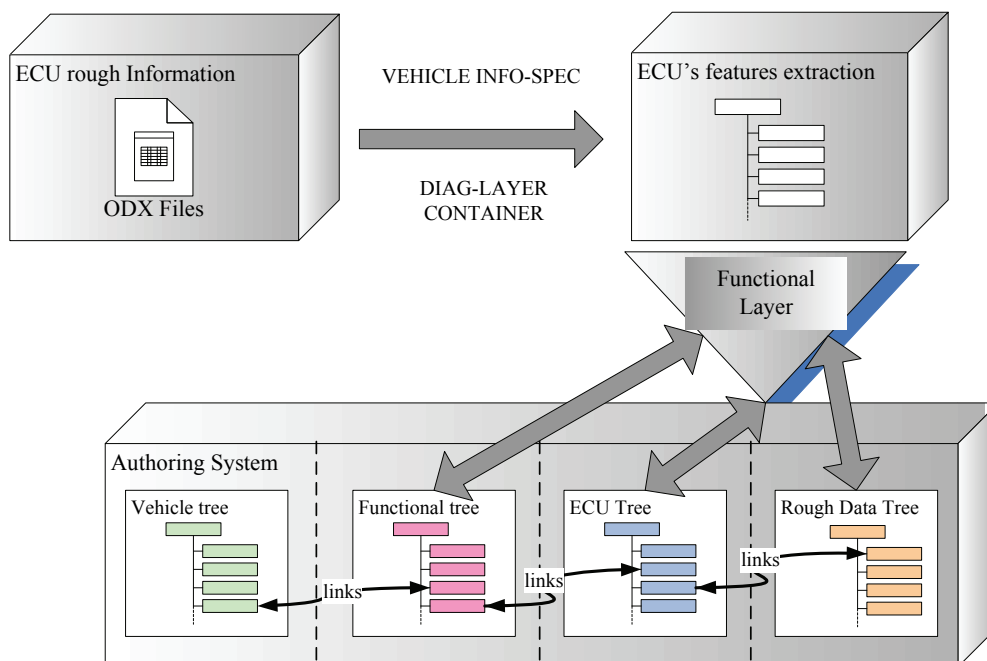 ECU rough Information
ODX Files
VEHICLE INFO-SPEC
DIAG-LAYER
CONTAINER
ECU's features extraction
Functional
Layer
Authoring System
Vehicle tree
Functional tree
ECU Tree
Rough Data Tree
links
links
links